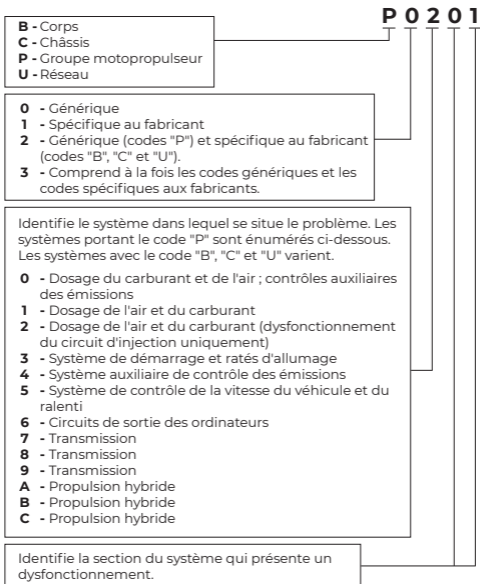 P 0 2 0 1
B - Corps
C - Châssis
P - Groupe motopropulseur
U - Réseau
0 - Générique
1 - Spécifique au fabricant
2 - Générique (codes "P") et spécifique au fabricant
(codes "B", "C" et "U").
3 - Comprend à la fois les codes génériques et les
codes spécifiques aux fabricants.
Identifie le système dans lequel se situe le problème. Les
systèmes portant le code "P" sont énumérés ci-dessous.
Les systèmes avec le code "B", "C" et "U" varient.
0 - Dosage du carburant et de l'air ; contrôles auxiliaires
des émissions
1 - Dosage de l'air et du carburant
2 - Dosage de l'air et du carburant (dysfonctionnement
du circuit d'injection uniquement)
3 - Système de démarrage et ratés d'allumage
4 - Système auxiliaire de contrôle des émissions
5 - Système de contrôle de la vitesse du véhicule et du
ralenti
6 - Circuits de sortie des ordinateurs
7 - Transmission
8 - Transmission
9 - Transmission
A - Propulsion hybride
B - Propulsion hybride
C - Propulsion hybride
Identifie la section du système qui présente un
dysfonctionnement.